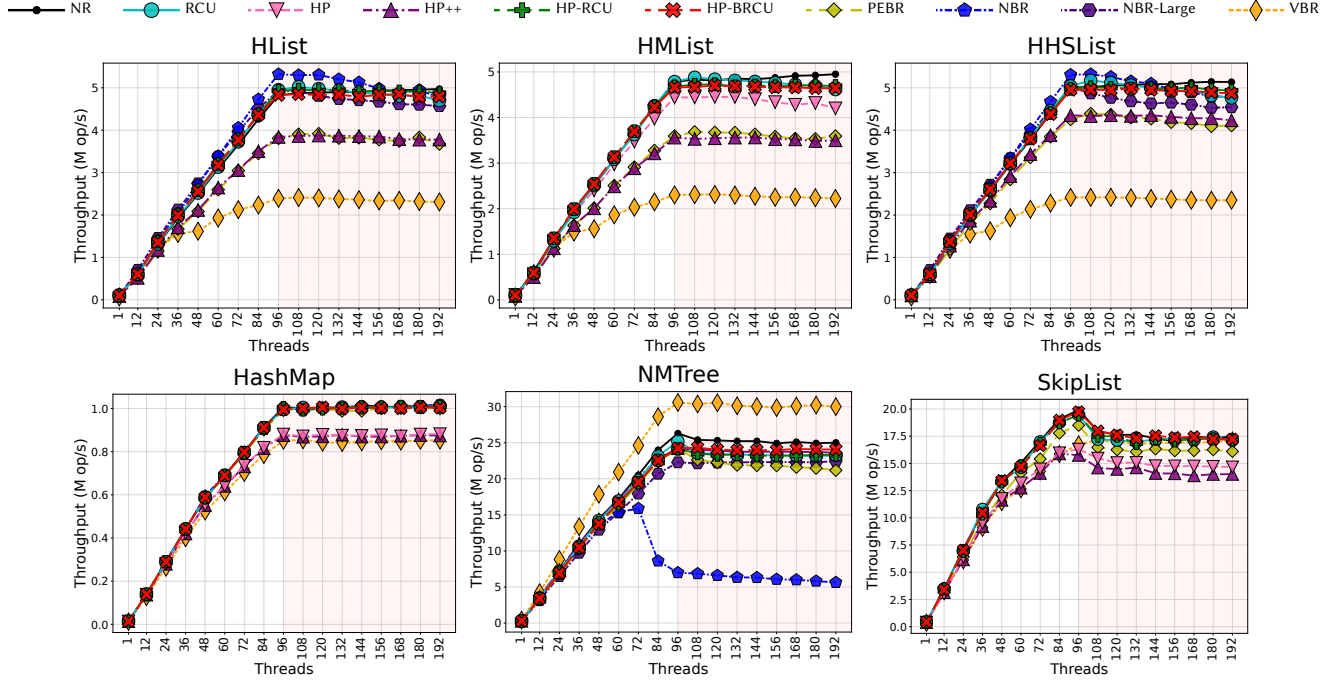 NR RCU HP HP++ HP-RCU HP-BRCU PEBR NBR NBR-Large VBR
HList
Throughput (M op/s)
5
4
3
2
1
0
1 12 24 36 48 60 72 84 96 108 120 132 144 156 168 180 192
Threads
HMList
Throughput (M op/s)
5
4
3
2
1
0
1 12 24 36 48 60 72 84 96 108 120 132 144 156 168 180 192
Threads
HHSList
Throughput (M op/s)
5
4
3
2
1
0
1 12 24 36 48 60 72 84 96 108 120 132 144 156 168 180 192
Threads
HashMap
Throughput (M op/s)
1.0
0.8
0.6
0.4
0.2
0.0
1 12 24 36 48 60 72 84 96 108 120 132 144 156 168 180 192
Threads
NMTree
Throughput (M op/s)
30
25
20
15
10
5
0
1 12 24 36 48 60 72 84 96 108 120 132 144 156 168 180 192
Threads
SkipList
Throughput (M op/s)
20.0
17.5
15.0
12.5
10.0
7.5
5.0
2.5
0.0
1 12 24 36 48 60 72 84 96 108 120 132 144 156 168 180 192
Threads